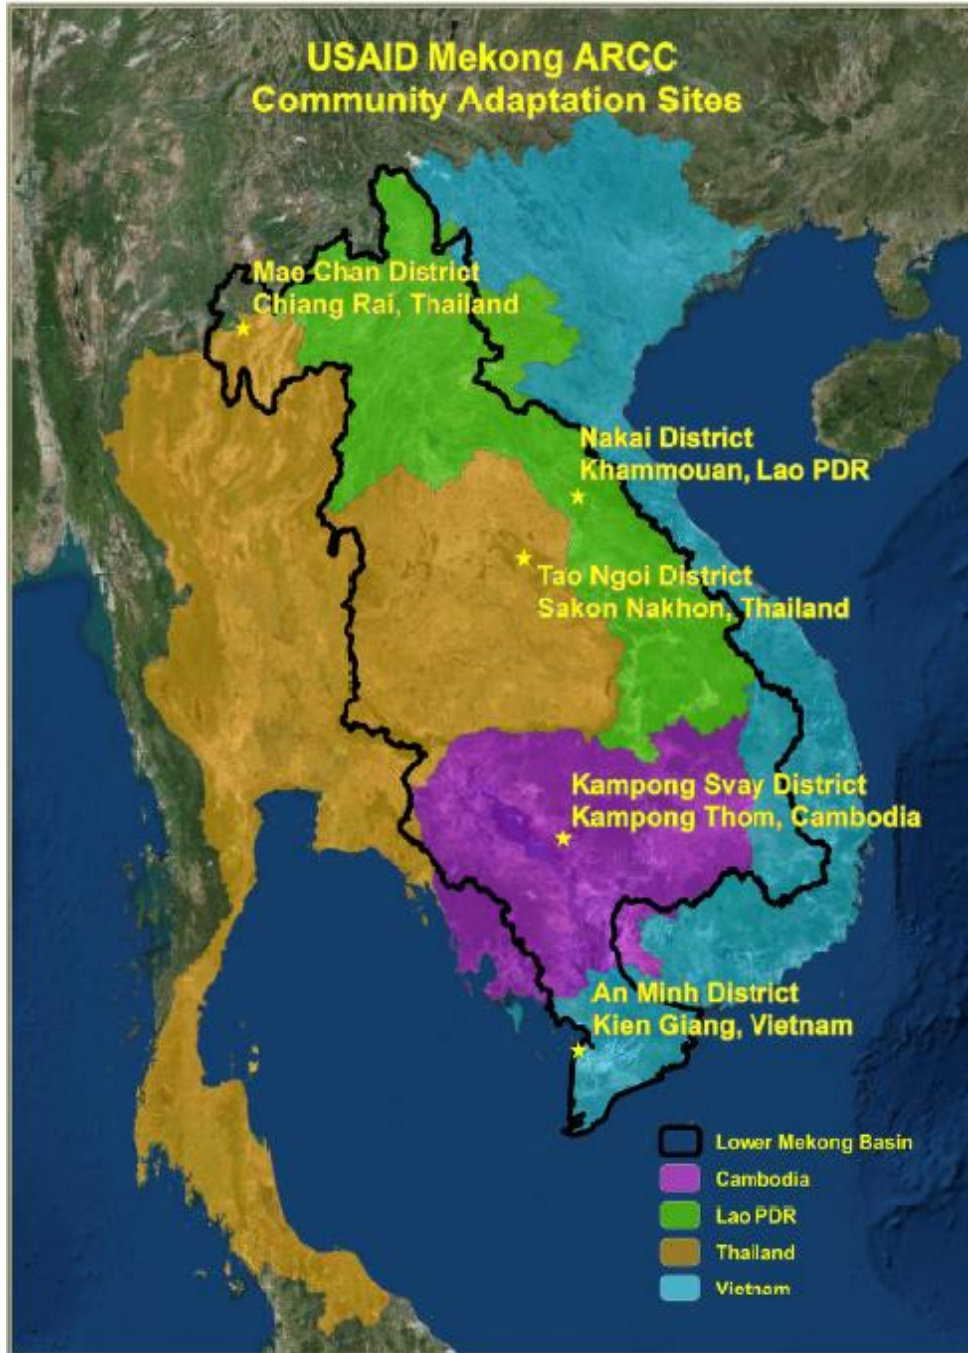 USAID Mekong ARCC
Community Adaptation Sites
Mae Chan District
Chiang Rai, Thailand
Nakai District
Khammouan, Lao PDR
Tao Ngoi District
Sakon Nakhon, Thailand
Kampong Svay District
Kampong Thom, Cambodia
An Minh District
Kien Giang, Vietnam
Lower Mekong Basin
Cambodia
Lao PDR
Thailand
Vietnam